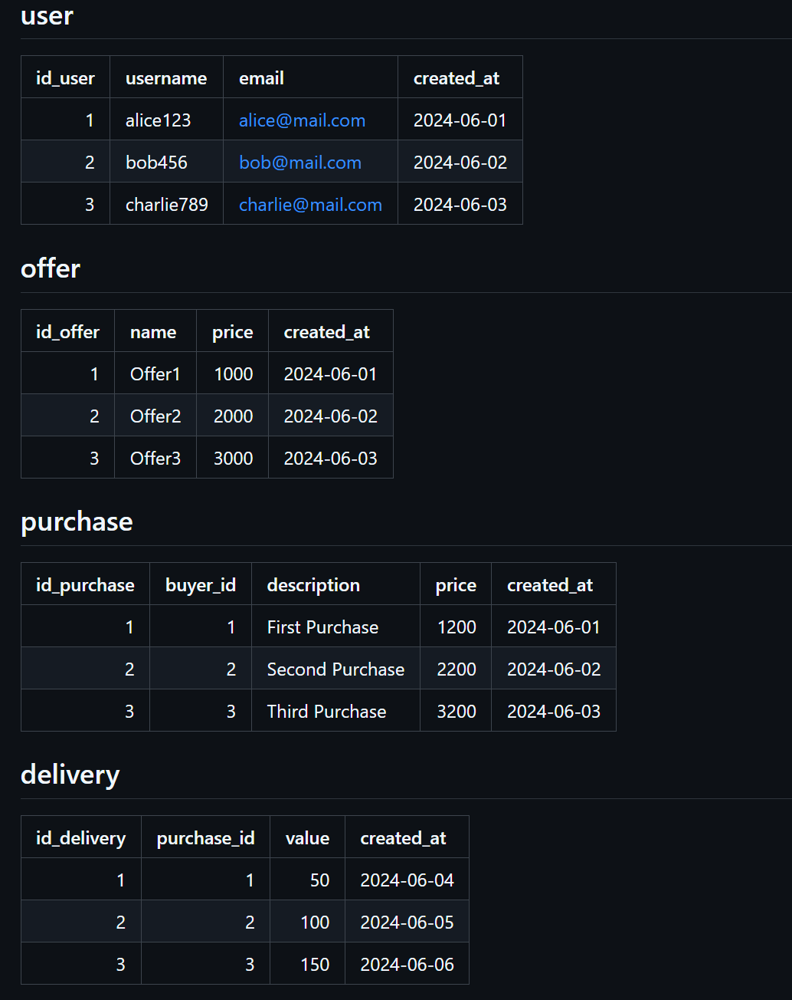 user
id_user username email created_at
1 alice123 alice@mail.com 2024-06-01
2 bob456 bob@mail.com 2024-06-02
3 charlie789 charlie@mail.com 2024-06-03
offer
id_offer name price created_at
1 Offer1 1000 2024-06-01
2 Offer2 2000 2024-06-02
3 Offer3 3000 2024-06-03
purchase
id_purchase buyer_id description price created_at
1 1 First Purchase 1200 2024-06-01
2 2 Second Purchase 2200 2024-06-02
3 3 Third Purchase 3200 2024-06-03
delivery
id_delivery purchase_id value created_at
1 1 50 2024-06-04
2 2 100 2024-06-05
3 3 150 2024-06-06